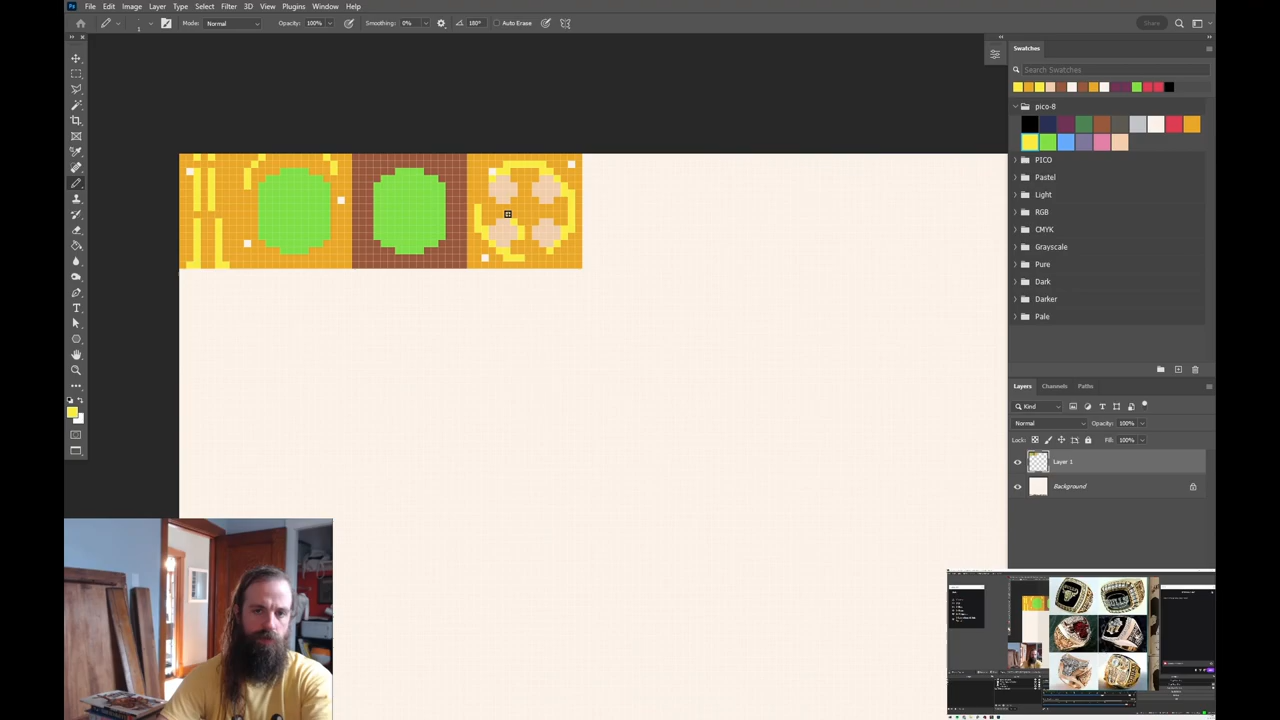 Ps File Edit Image Layer Type Select Filter 3D View Plugins Window Help
1 Mode: Normal Opacity: 100% Smoothing: 0% 180° Auto Erase Share
Swatches
Search Swatches
pico-8
PICO
Pastel
Light
RGB
CMYK
Grayscale
Pure
Dark
Darker
Pale
Layers Channels Paths
Kind
Normal Opacity: 100%
Lock: Fill: 100%
Layer 1
Background